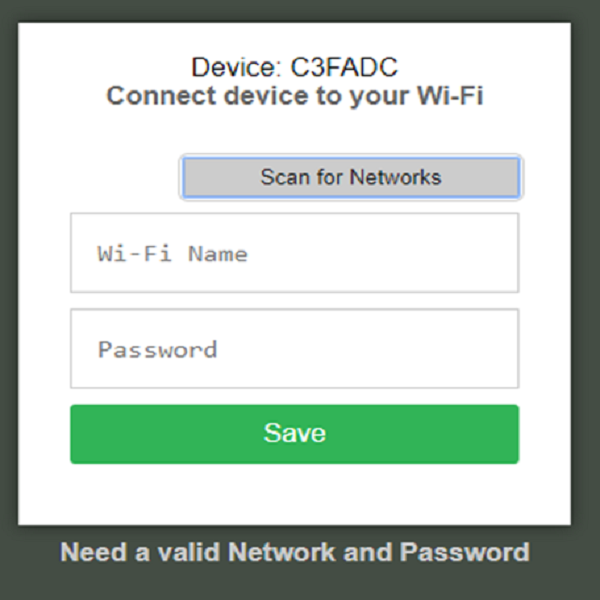 Device: C3FADC
Connect device to your Wi-Fi
Scan for Networks
Wi-Fi Name
Password
Save
Need a valid Network and Password